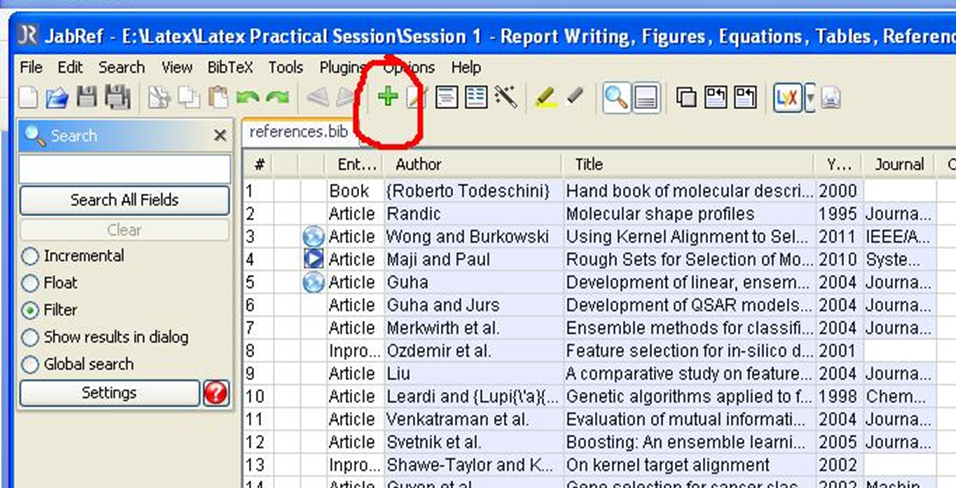 JabRef - E:\Latex\Latex Practical Session\Session 1 - Report Writing, Figures, Equations, Tables, Referenc
File Edit Search View BibTeX Tools Plugins Options Help
LyX
Search
references.bib
# Ent... Author Title Y... Journal
Search All Fields
Clear
Incremental
Float
Filter
Show results in dialog
Global search
Settings
1 Book {Roberto Todeschini} Hand book of molecular descri... 2000
2 Article Randic Molecular shape profiles 1995 Journa...
3 Article Wong and Burkowski Using Kernel Alignment to Sel... 2011 IEEE/A...
4 Article Maji and Paul Rough Sets for Selection of Mo... 2010 Syste...
5 Article Guha Development of linear, ensem... 2004 Journa...
6 Article Guha and Jurs Development of QSAR models... 2004 Journa...
7 Article Merkwirth et al. Ensemble methods for classifi... 2004 Journa...
8 Inpro... Ozdemir et al. Feature selection for in-silico d... 2001
9 Article Liu A comparative study on feature... 2004 Journa...
10 Article Leardi and {Lupi{\'a}{... Genetic algorithms applied to f... 1998 Chem...
11 Article Venkatraman et al. Evaluation of mutual informati... 2004 Journa...
12 Article Svetnik et al. Boosting: An ensemble learni... 2005 Journa...
13 Inpro... Shawe-Taylor and K... On kernel target alignment 2002
14 Article Guyon et al. Gene selection for cancer clas... 2002 Machin...